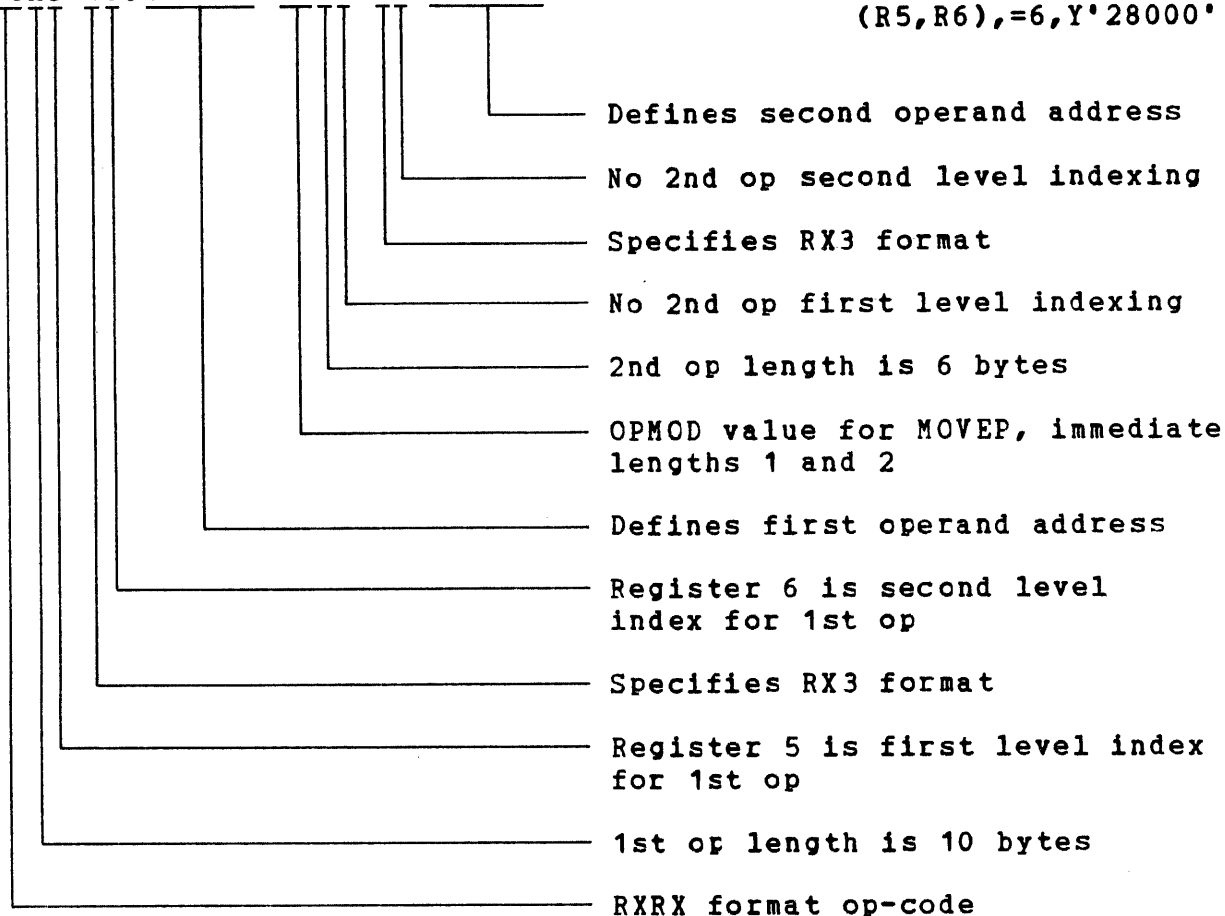 (R5,R6),=6,Y'28000'
Defines second operand address
No 2nd op second level indexing
Specifies RX3 format
No 2nd op first level indexing
2nd op length is 6 bytes
OPMOD value for MOVEP, immediate
lengths 1 and 2
Defines first operand address
Register 6 is second level
index for 1st op
Specifies RX3 format
Register 5 is first level index
for 1st op
1st op length is 10 bytes
RXRX format op-code